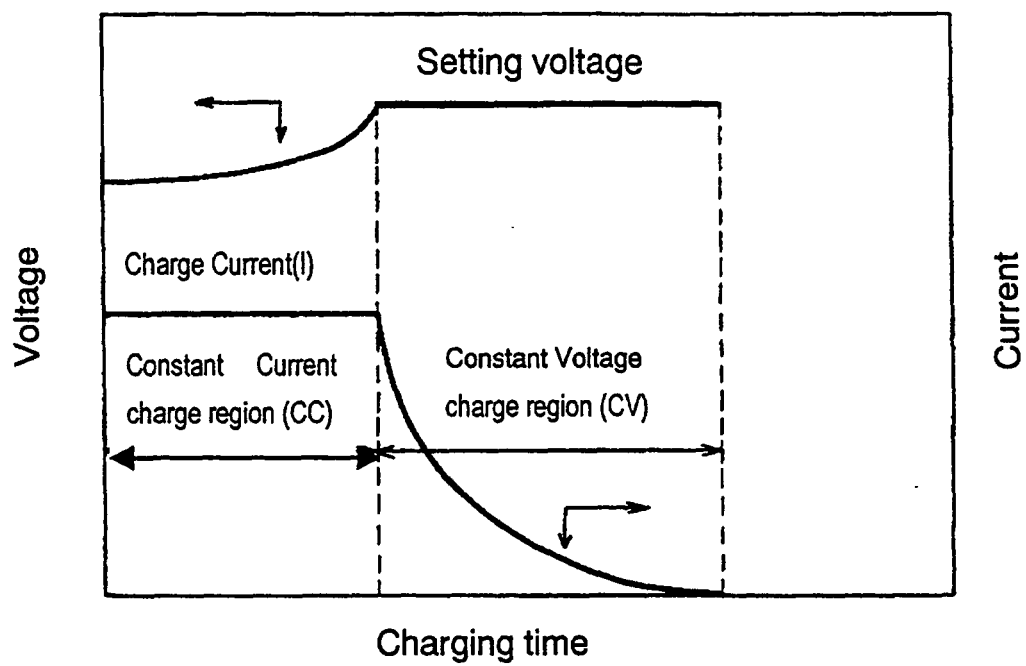 Setting voltage
Charge Current(I)
Voltage
Current
Constant Current
charge region (CC)
Constant Voltage
charge region (CV)
Charging time